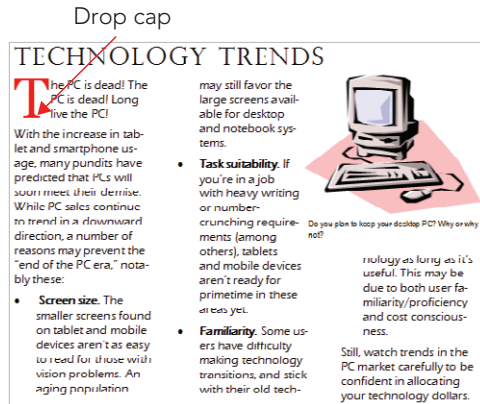 Drop cap
TECHNOLOGY TRENDS
The PC is dead! The
PC is dead! Long
live the PC!
With the increase in tab-
let and smartphone us-
age, many pundits have
predicted that PCs will
soon meet their demise.
While PC sales continue
to trend in a downward
direction, a number of
reasons may prevent the
"end of the PC era," nota-
bly these:
• Screen size. The
smaller screens found
on tablet and mobile
devices aren't as easy
to read for those with
vision problems. An
aging population
may still favor the
large screens avail-
able for desktop
and notebook sys-
tems.
• Task suitability. If
you're in a job
with heavy writing
or number-
crunching require-
ments (among
others), tablets
and mobile devices
aren't ready for
primetime in these
areas yet.
• Familiarity. Some us-
ers have difficulty
making technology
transitions, and stick
with their old tech-
Do you plan to keep your desktop PC? Why or why
not?
nology as long as it's
useful. This may be
due to both user fa-
miliarity/proficiency
and cost conscious-
ness.
Still, watch trends in the
PC market carefully to be
confident in allocating
your technology dollars.